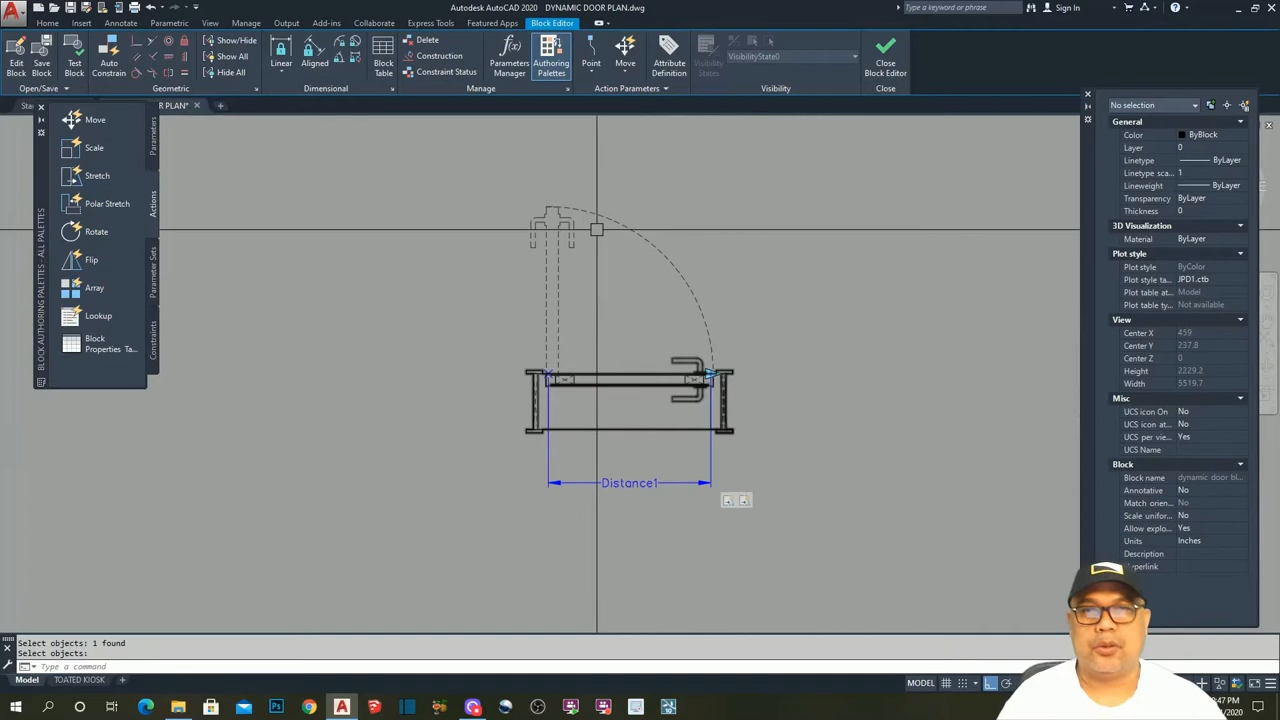 Autodesk AutoCAD 2020 DYNAMIC DOOR PLAN.dwg
Type a keyword or phrase
Sign In
Home Insert Annotate Parametric View Manage Output Add-ins Collaborate Express Tools Featured Apps Block Editor
Edit Block
Save Block
Test Block
Open/Save
Auto Constrain
Show/Hide
Show All
Hide All
Geometric
Linear
Aligned
Dimensional
Block Table
Delete
Construction
Constraint Status
Parameters Manager
Authoring Palettes
Manage
Point
Move
Action Parameters
Attribute Definition
Visibility States
VisibilityState0
Visibility
Close Block Editor
Close
Sta
R PLAN*
Move
Scale
Stretch
Polar Stretch
Rotate
Flip
Array
Lookup
Block Properties Ta...
Parameters
Actions
Parameter Sets
Constraints
BLOCK AUTHORING PALETTES - ALL PALETTES
Distance1
No selection
General
Color ByBlock
Layer 0
Linetype ByLayer
Linetype sca... 1
Lineweight ByLayer
Transparency ByLayer
Thickness 0
3D Visualization
Material ByLayer
Plot style
Plot style ByColor
Plot style ta... JPD1.ctb
Plot table at... Model
Plot table ty... Not available
View
Center X 459
Center Y 237.8
Center Z 0
Height 2229.2
Width 5519.7
Misc
UCS icon On No
UCS icon at... No
UCS per vie... Yes
UCS Name
Block
Block name dynamic door bl...
Annotative No
Match orien... No
Scale unifor... No
Allow explo... Yes
Units Inches
Description
Hyperlink
Select objects: 1 found
Select objects:
Type a command
Model TOATED KIOSK
MODEL